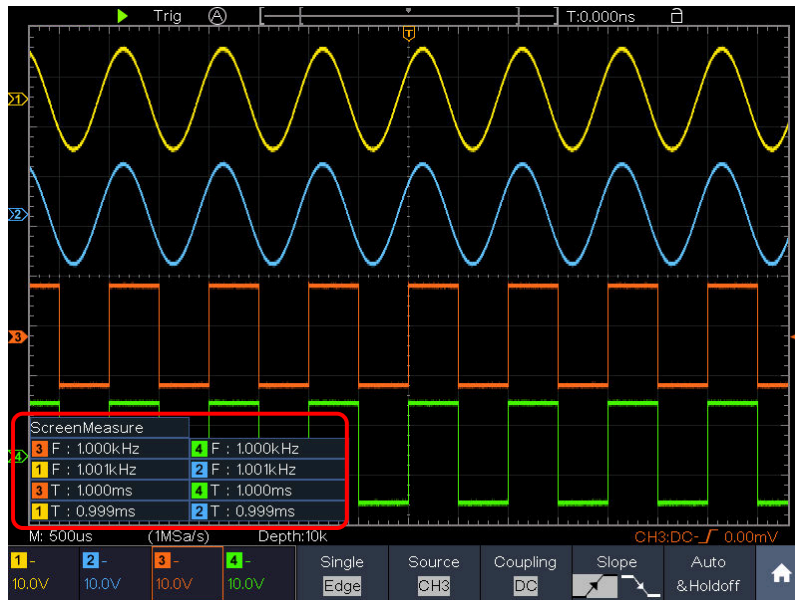 Trig A T:0.000ns
T
1
2
3
4
ScreenMeasure
3 F : 1.000kHz 4 F : 1.000kHz
1 F : 1.001kHz 2 F : 1.001kHz
3 T : 1.000ms 4 T : 1.000ms
1 T : 0.999ms 2 T : 0.999ms
M: 500us (1MSa/s) Depth:10k CH3:DC- 0.00mV
1 - 2 - 3 - 4 - Single Source Coupling Slope Auto
10.0V 10.0V 10.0V 10.0V Edge CH3 DC &Holdoff